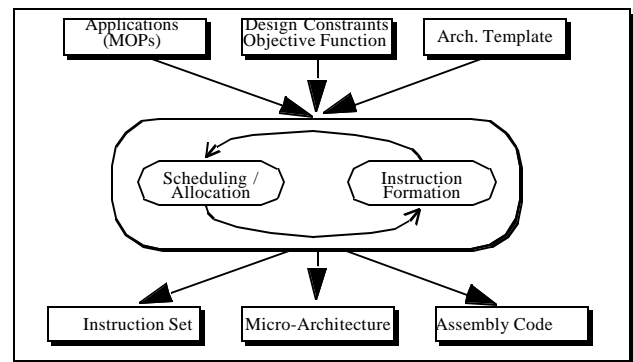 Applications
(MOPs)
Design Constraints
Objective Function
Arch. Template
Scheduling /
Allocation
Instruction
Formation
Instruction Set
Micro-Architecture
Assembly Code